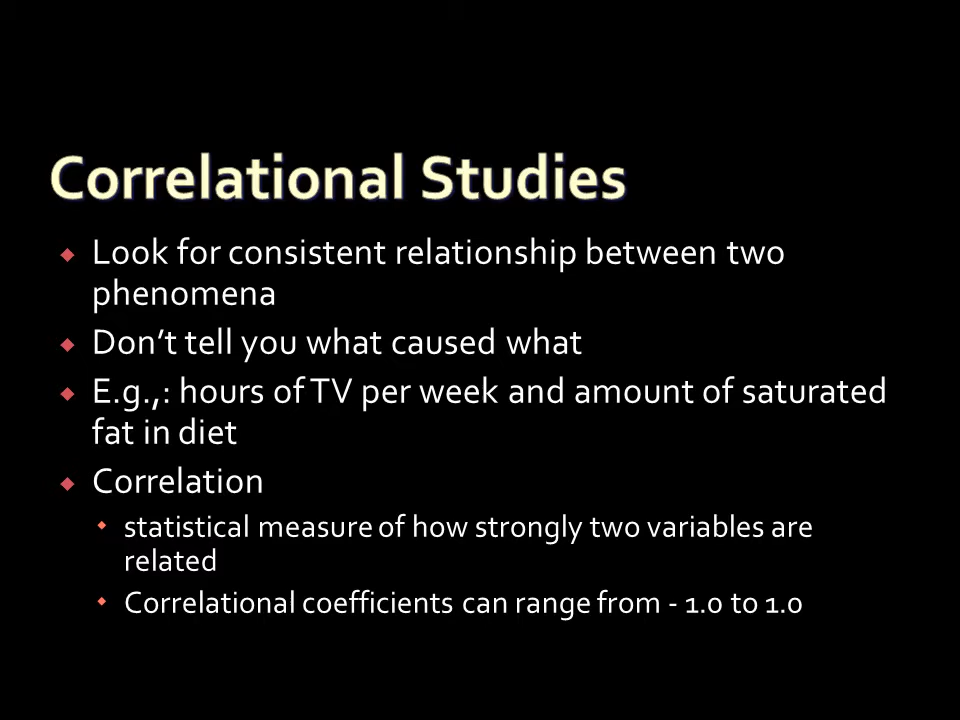 Correlational Studies
Look for consistent relationship between two
phenomena
Don’t tell you what caused what
E.g.,: hours of TV per week and amount of saturated
fat in diet
Correlation
statistical measure of how strongly two variables are
related
Correlational coefficients can range from - 1.0 to 1.0